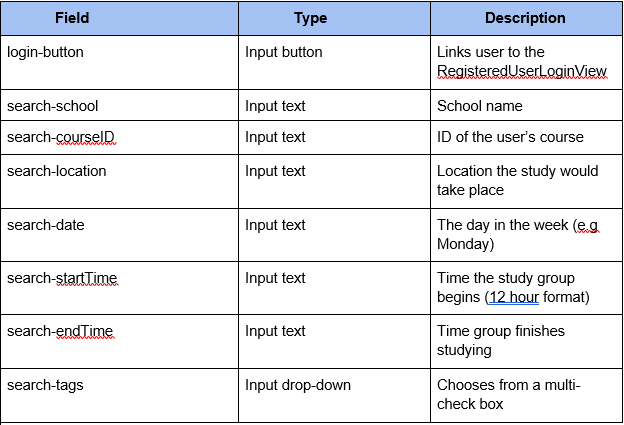 Field Type Description
login-button Input button Links user to the
RegisteredUserLoginView
search-school Input text School name
search-courseID Input text ID of the user's course
search-location Input text Location the study would
take place
search-date Input text The day in the week (e.g
Monday)
search-startTime Input text Time the study group
begins (12 hour format)
search-endTime Input text Time group finishes
studying
search-tags Input drop-down Chooses from a multi-
check box